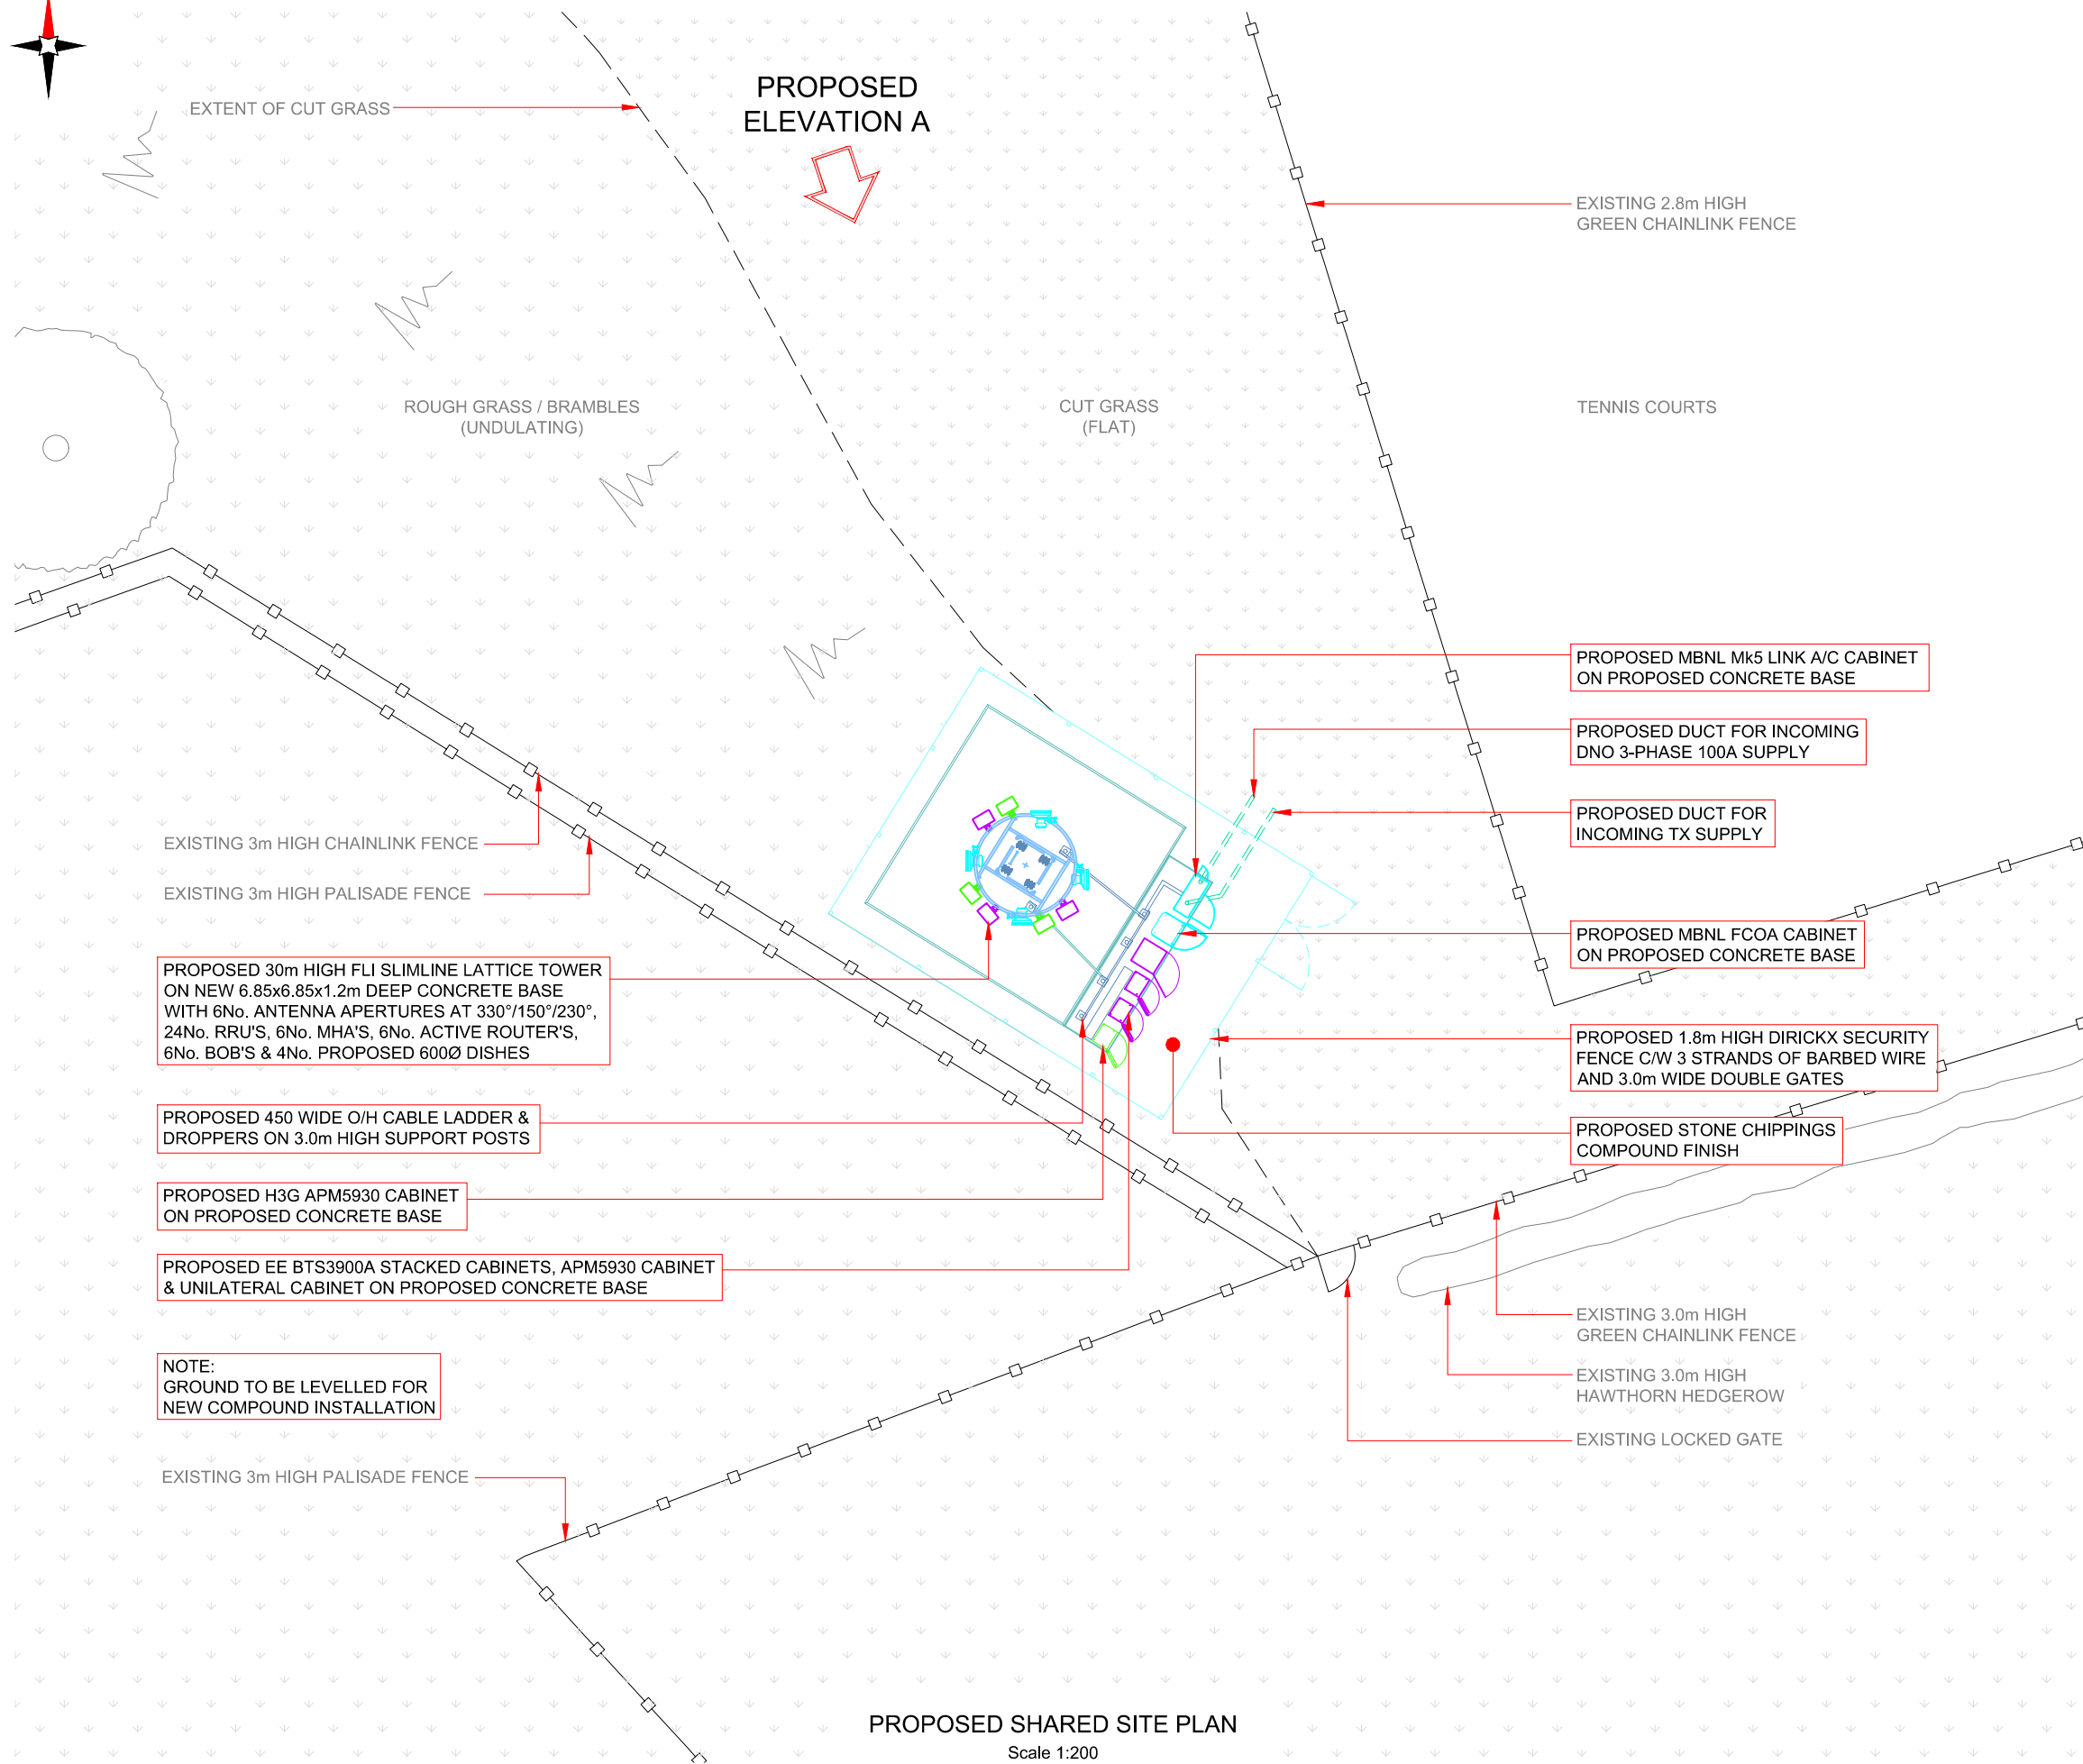 PROPOSED
ELEVATION A
EXTENT OF CUT GRASS
EXISTING 2.8m HIGH
GREEN CHAINLINK FENCE
ROUGH GRASS / BRAMBLES
(UNDULATING)
CUT GRASS
(FLAT)
TENNIS COURTS
PROPOSED MBNL Mk5 LINK A/C CABINET
ON PROPOSED CONCRETE BASE
PROPOSED DUCT FOR INCOMING
DNO 3-PHASE 100A SUPPLY
PROPOSED DUCT FOR
INCOMING TX SUPPLY
EXISTING 3m HIGH CHAINLINK FENCE
EXISTING 3m HIGH PALISADE FENCE
PROPOSED MBNL FCOA CABINET
ON PROPOSED CONCRETE BASE
PROPOSED 30m HIGH FLI SLIMLINE LATTICE TOWER
ON NEW 6.85x6.85x1.2m DEEP CONCRETE BASE
WITH 6No. ANTENNA APERTURES AT 330°/150°/230°,
24No. RRU'S, 6No. MHA'S, 6No. ACTIVE ROUTER'S,
6No. BOB'S & 4No. PROPOSED 600Ø DISHES
PROPOSED 1.8m HIGH DIRICKX SECURITY
FENCE C/W 3 STRANDS OF BARBED WIRE
AND 3.0m WIDE DOUBLE GATES
PROPOSED 450 WIDE O/H CABLE LADDER &
DROPPERS ON 3.0m HIGH SUPPORT POSTS
PROPOSED STONE CHIPPINGS
COMPOUND FINISH
PROPOSED H3G APM5930 CABINET
ON PROPOSED CONCRETE BASE
PROPOSED EE BTS3900A STACKED CABINETS, APM5930 CABINET
& UNILATERAL CABINET ON PROPOSED CONCRETE BASE
EXISTING 3.0m HIGH
GREEN CHAINLINK FENCE
NOTE:
GROUND TO BE LEVELLED FOR
NEW COMPOUND INSTALLATION
EXISTING 3.0m HIGH
HAWTHORN HEDGEROW
EXISTING LOCKED GATE
EXISTING 3m HIGH PALISADE FENCE
PROPOSED SHARED SITE PLAN
Scale 1:200